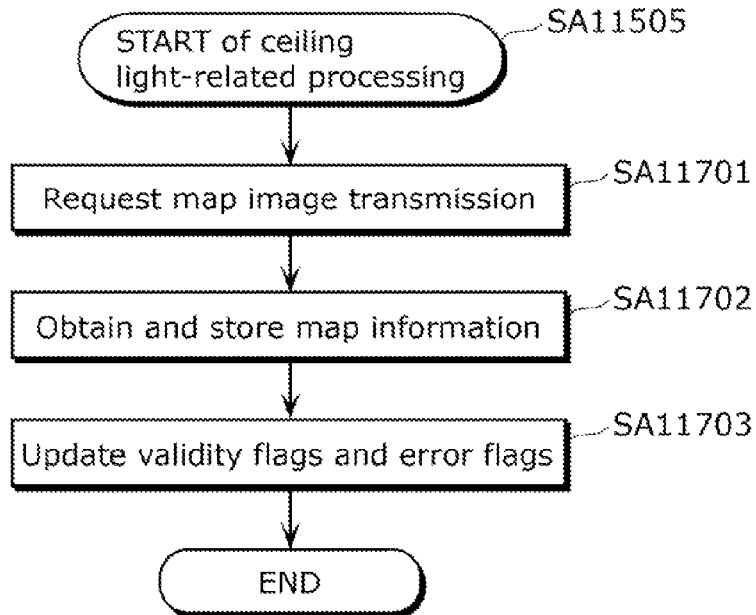 START of ceiling
light-related processing
SA11505
Request map image transmission
SA11701
Obtain and store map information
SA11702
Update validity flags and error flags
SA11703
END